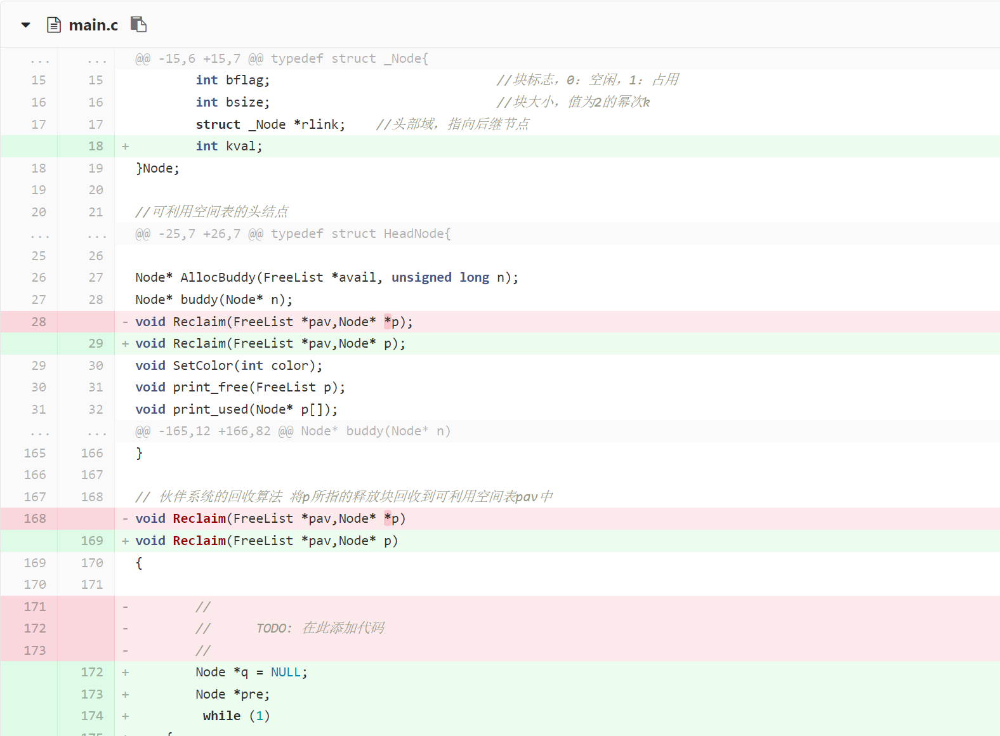 main.c
... ... @@ -15,6 +15,7 @@ typedef struct _Node{
15 15 int bflag; //块标志，0：空闲，1：占用
16 16 int bsize; //块大小，值为2的幂次k
17 17 struct _Node *rlink; //头部域，指向后继节点
18 + int kval;
18 19 }Node;
19 20
20 21 //可利用空间表的头结点
... ... @@ -25,7 +26,7 @@ typedef struct HeadNode{
25 26
26 27 Node* AllocBuddy(FreeList *avail, unsigned long n);
27 28 Node* buddy(Node* n);
28 - void Reclaim(FreeList *pav,Node* *p);
29 + void Reclaim(FreeList *pav,Node* p);
29 30 void SetColor(int color);
30 31 void print_free(FreeList p);
31 32 void print_used(Node* p[]);
... ... @@ -165,12 +166,82 @@ Node* buddy(Node* n)
165 166 }
166 167
167 168 // 伙伴系统的回收算法 将p所指的释放块回收到可利用空间表pav中
168 - void Reclaim(FreeList *pav,Node* *p)
169 + void Reclaim(FreeList *pav,Node* p)
169 170 {
170 171
171 - //
172 - // TODO: 在此添加代码
173 - //
172 + Node *q = NULL;
173 + Node *pre;
174 + while (1)